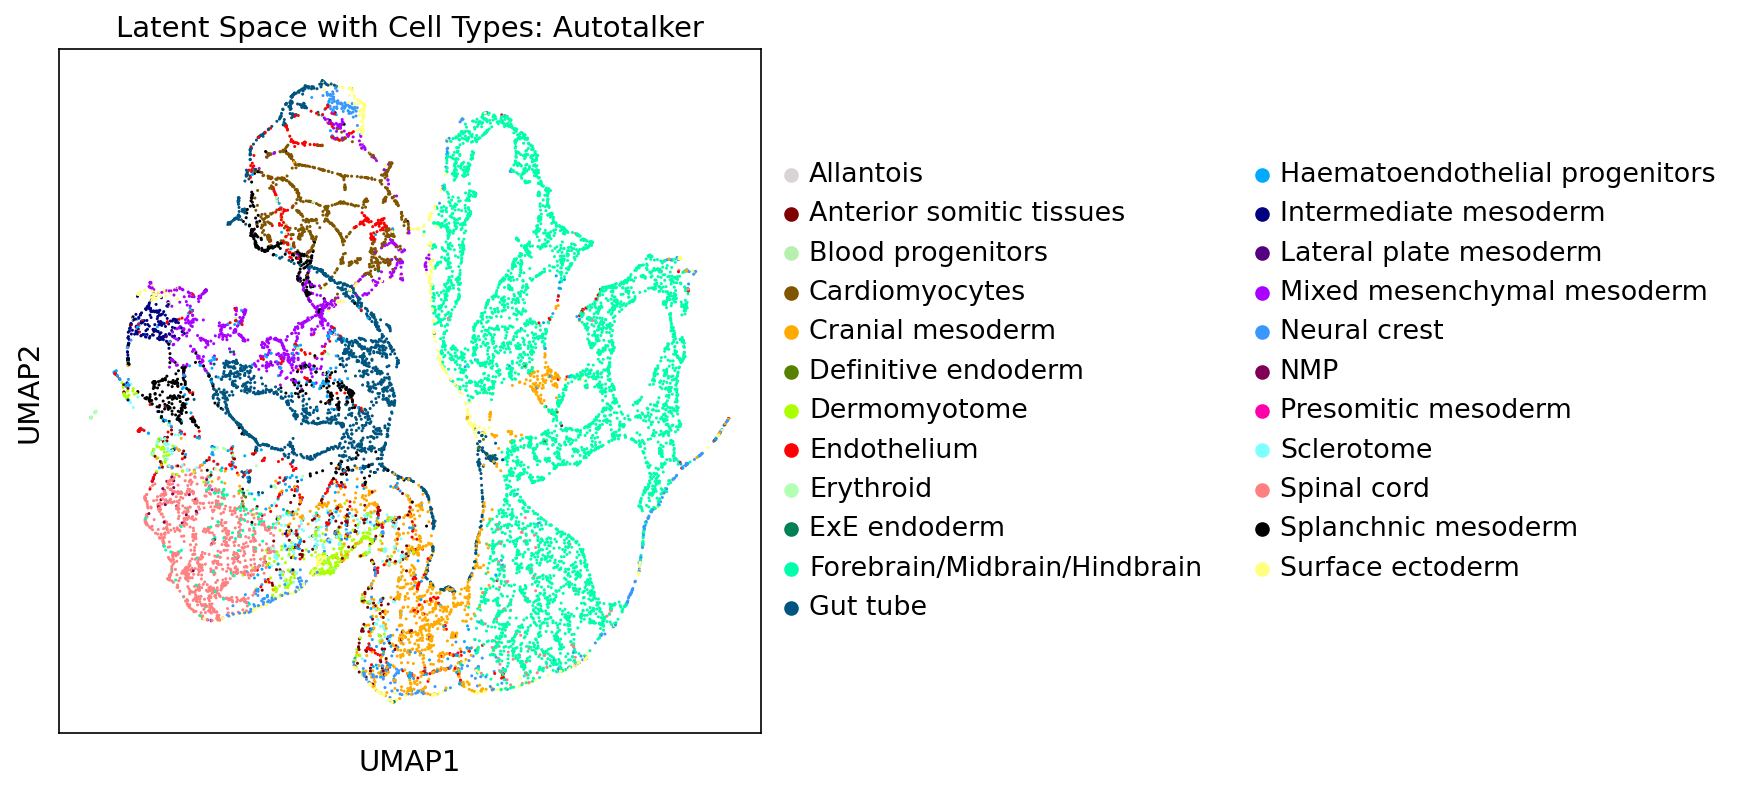 Latent Space with Cell Types: Autotalker
UMAP2
UMAP1
Allantois
Anterior somitic tissues
Blood progenitors
Cardiomyocytes
Cranial mesoderm
Definitive endoderm
Dermomyotome
Endothelium
Erythroid
ExE endoderm
Forebrain/Midbrain/Hindbrain
Gut tube
Haematoendothelial progenitors
Intermediate mesoderm
Lateral plate mesoderm
Mixed mesenchymal mesoderm
Neural crest
NMP
Presomitic mesoderm
Sclerotome
Spinal cord
Splanchnic mesoderm
Surface ectoderm